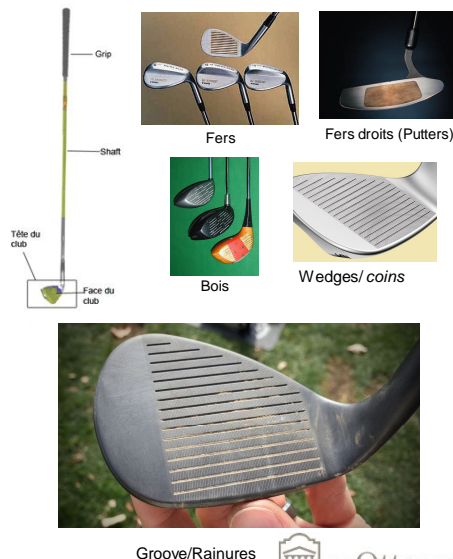 Grip
Shaft
Tête du
club
Face du
club
Fers
Fers droits (Putters)
Bois
Wedges/ coins
Groove/Rainures